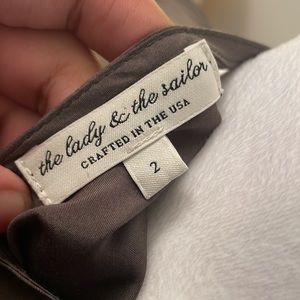 the lady & the sailor
CRAFTED IN THE USA
2